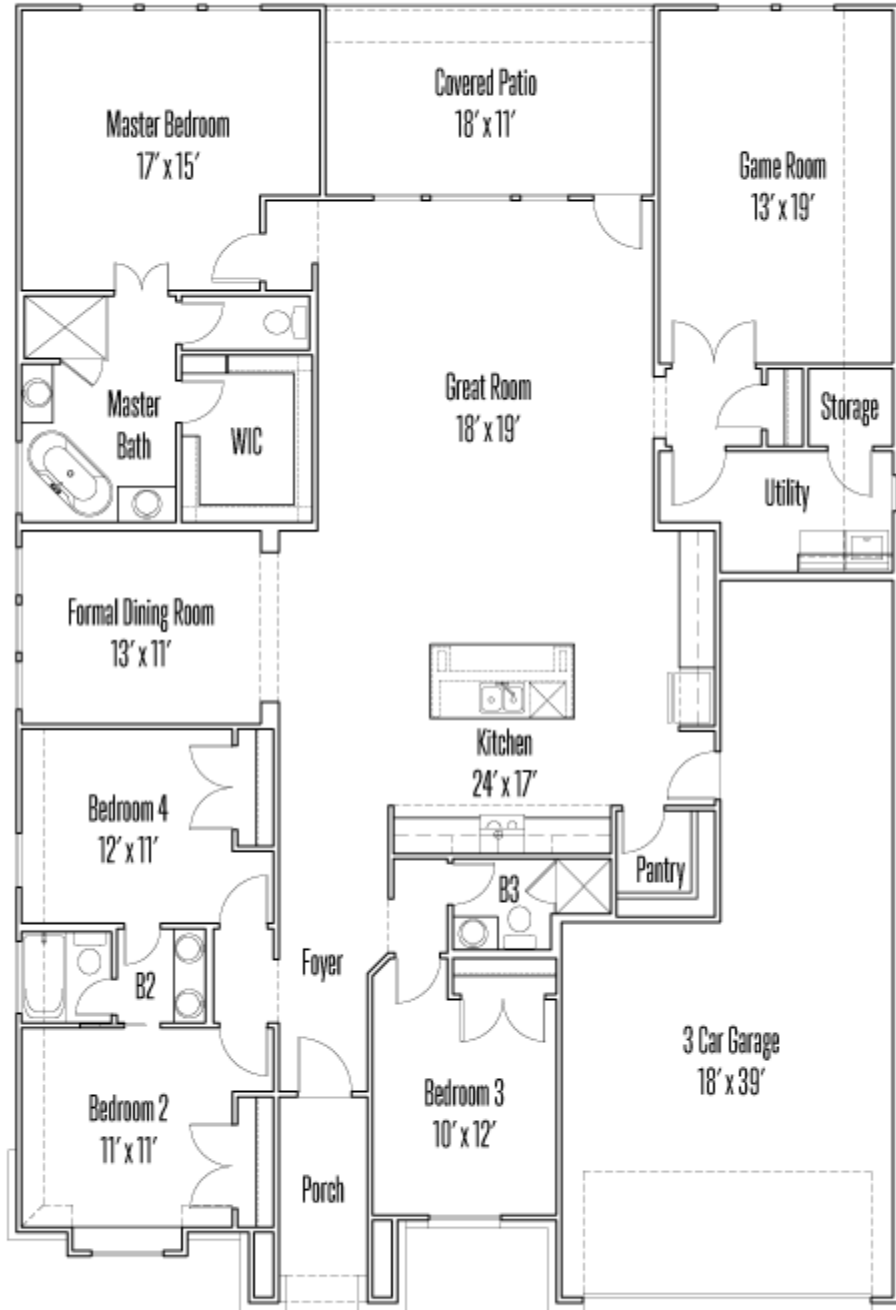 Master Bedroom
17′ x 15′
Covered Patio
18′ x 11′
Game Room
13′ x 19′
Master
Bath
WIC
Great Room
18′ x 19′
Storage
Utility
Formal Dining Room
13′ x 11′
Kitchen
24′ x 17′
Bedroom 4
12′ x 11′
Pantry
B3
B2
Foyer
3 Car Garage
18′ x 39′
Bedroom 2
11′ x 11′
Bedroom 3
10′ x 12′
Porch